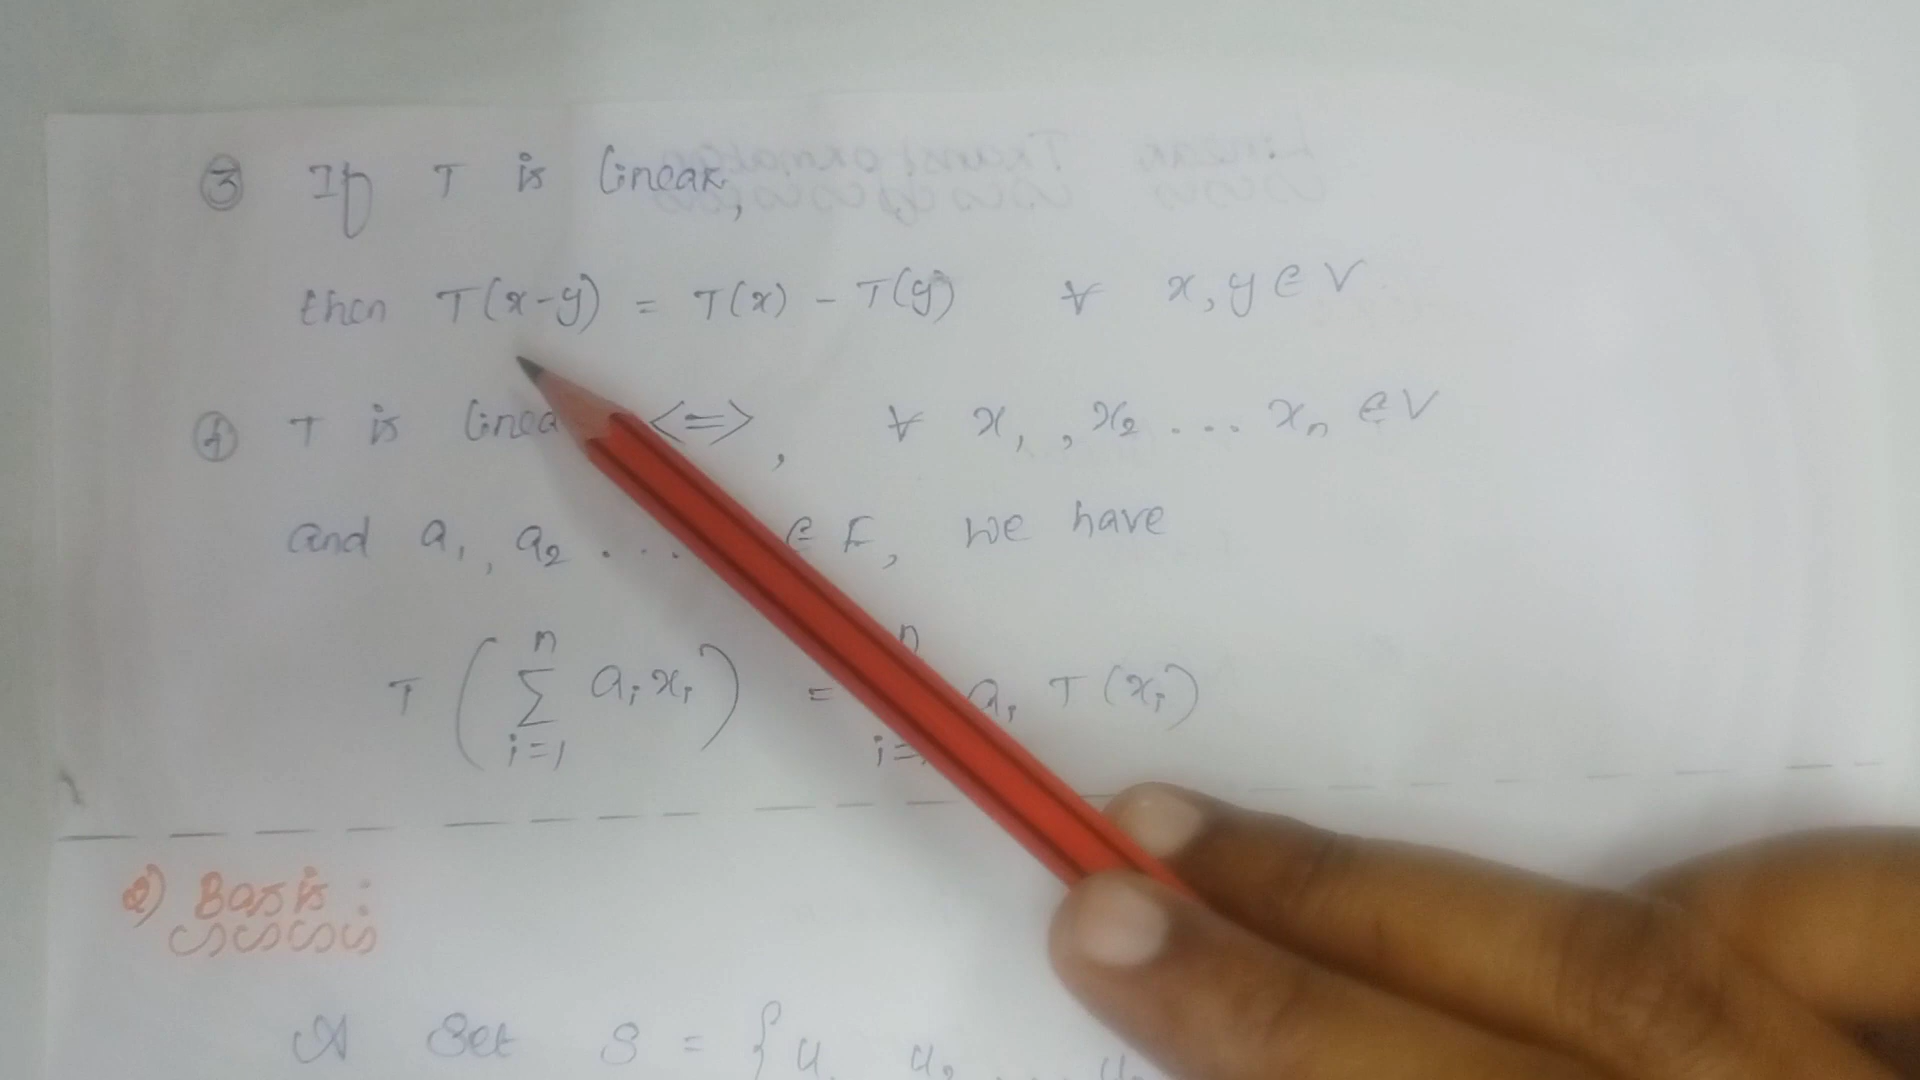 ③ If T is linear,
then T(x-y) = T(x) - T(y) ∀ x, y ∈ V
④ T is linea <=>, ∀ x₁, x₂ ... xₙ ∈ V
and a₁, a₂ ... ∈ F, we have
T ( n ∑ i=1 aᵢxᵢ ) = n i= aᵢ T(xᵢ)
2) Basis:
A Set S = { u u₂ ...